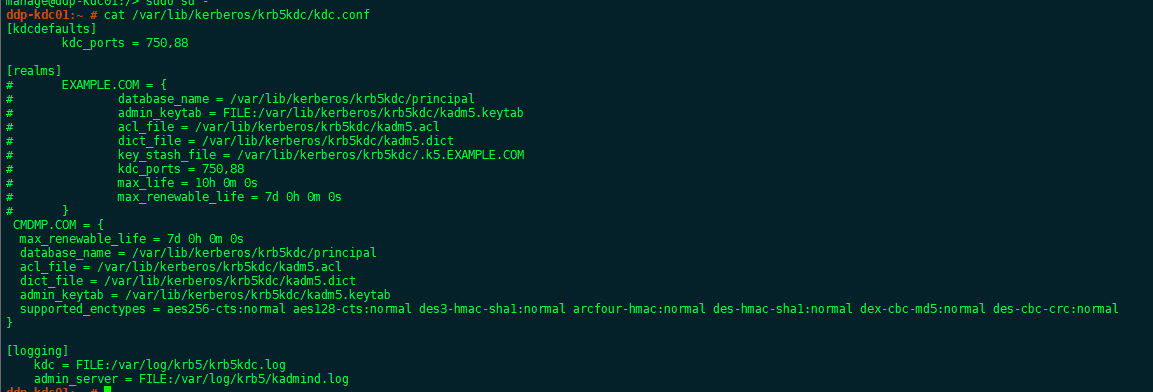 manage@ddp-kdc01:/> sudo su -
ddp-kdc01:~ # cat /var/lib/kerberos/krb5kdc/kdc.conf
[kdcdefaults]
        kdc_ports = 750,88

[realms]
#       EXAMPLE.COM = {
#               database_name = /var/lib/kerberos/krb5kdc/principal
#               admin_keytab = FILE:/var/lib/kerberos/krb5kdc/kadm5.keytab
#               acl_file = /var/lib/kerberos/krb5kdc/kadm5.acl
#               dict_file = /var/lib/kerberos/krb5kdc/kadm5.dict
#               key_stash_file = /var/lib/kerberos/krb5kdc/.k5.EXAMPLE.COM
#               kdc_ports = 750,88
#               max_life = 10h 0m 0s
#               max_renewable_life = 7d 0h 0m 0s
#       }
 CMDMP.COM = {
  max_renewable_life = 7d 0h 0m 0s
  database_name = /var/lib/kerberos/krb5kdc/principal
  acl_file = /var/lib/kerberos/krb5kdc/kadm5.acl
  dict_file = /var/lib/kerberos/krb5kdc/kadm5.dict
  admin_keytab = /var/lib/kerberos/krb5kdc/kadm5.keytab
  supported_enctypes = aes256-cts:normal aes128-cts:normal des3-hmac-sha1:normal arcfour-hmac:normal des-hmac-sha1:normal dex-cbc-md5:normal des-cbc-crc:normal
}

[logging]
    kdc = FILE:/var/log/krb5/krb5kdc.log
    admin_server = FILE:/var/log/krb5/kadmind.log
ddp-kdc01:~ #